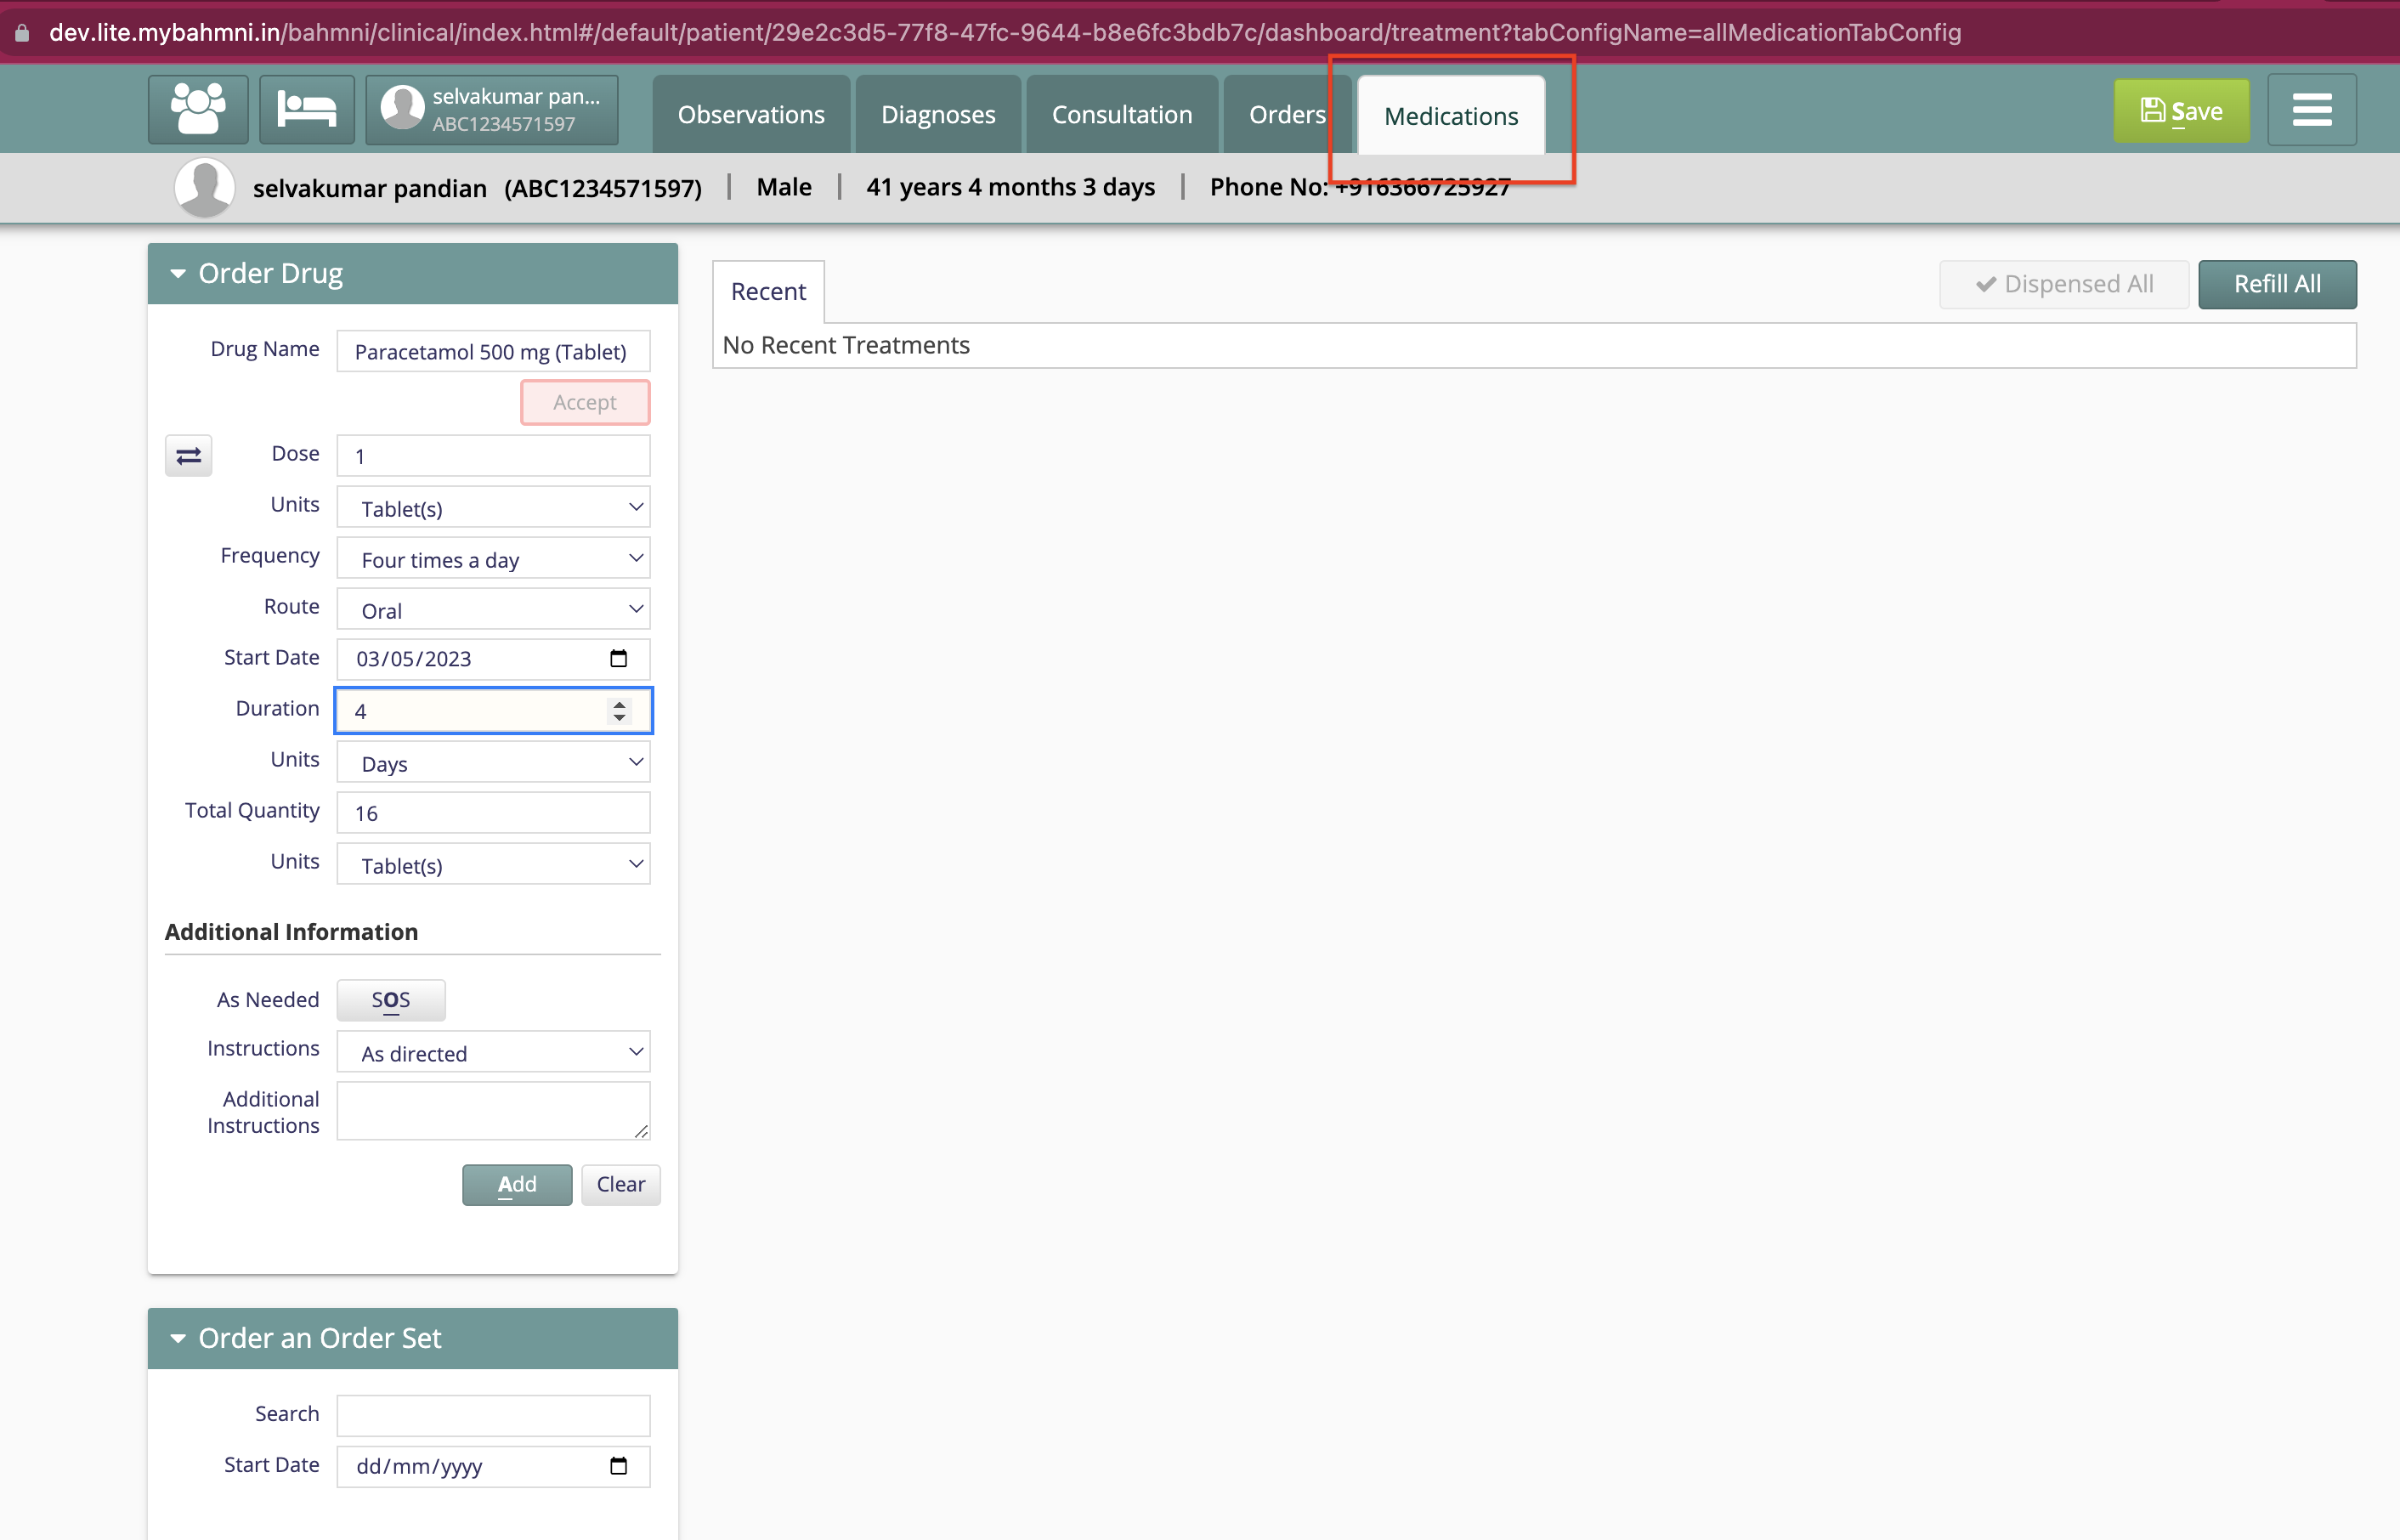 dev.lite.mybahmni.in/bahmni/clinical/index.html#/default/patient/29e2c3d5-77f8-47fc-9644-b8e6fc3bdb7c/dashboard/treatment?tabConfigName=allMedicationTabConfig
selvakumar pan...
ABC1234571597
Observations
Diagnoses
Consultation
Orders
Medications
Save
selvakumar pandian (ABC1234571597) | Male | 41 years 4 months 3 days | Phone No: +916366725927
Order Drug
Drug Name Paracetamol 500 mg (Tablet)
Accept
Dose 1
Units Tablet(s)
Frequency Four times a day
Route Oral
Start Date 03/05/2023
Duration 4
Units Days
Total Quantity 16
Units Tablet(s)
Additional Information
As Needed SOS
Instructions As directed
Additional
Instructions
Add Clear
Order an Order Set
Search
Start Date dd/mm/yyyy
Recent
Dispensed All
Refill All
No Recent Treatments